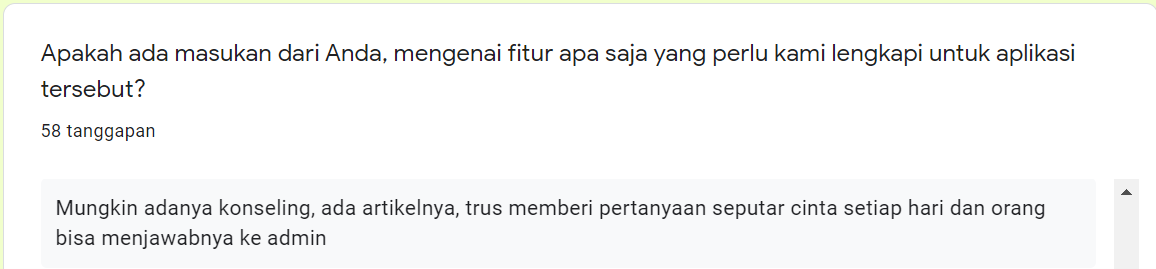 Apakah ada masukan dari Anda, mengenai fitur apa saja yang perlu kami lengkapi untuk aplikasi
tersebut?
58 tanggapan
Mungkin adanya konseling, ada artikelnya, trus memberi pertanyaan seputar cinta setiap hari dan orang
bisa menjawabnya ke admin